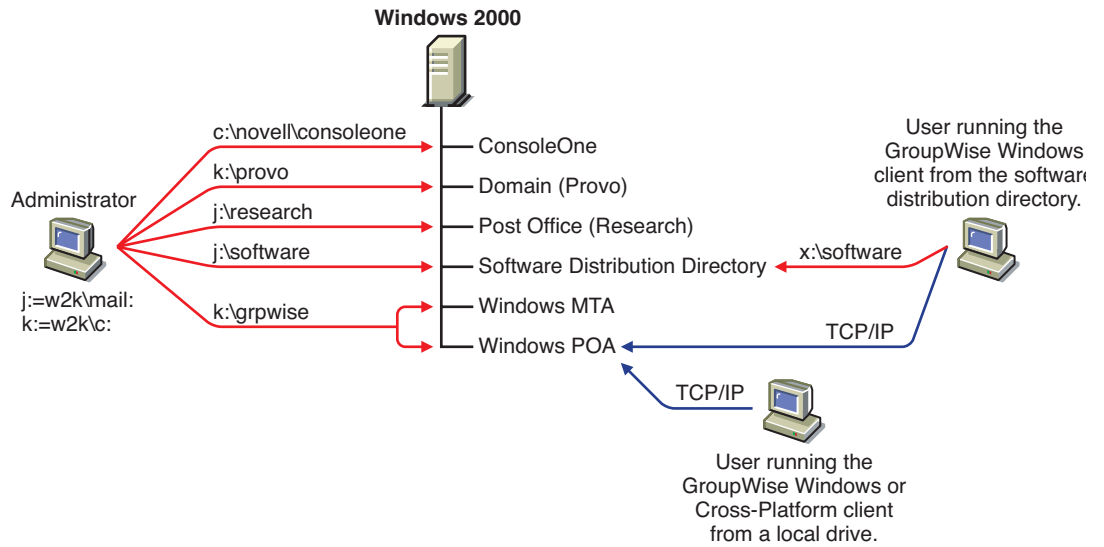 Windows 2000
c:\novell\consoleone
ConsoleOne
k:\provo
Domain (Provo)
Administrator
j:\research
Post Office (Research)
j:\software
Software Distribution Directory
x:\software
j:=w2k\mail:
k:=w2k\c:
k:\grpwise
Windows MTA
Windows POA
TCP/IP
User running the
GroupWise Windows
client from the software
distribution directory.
TCP/IP
User running the
GroupWise Windows or
Cross-Platform client
from a local drive.